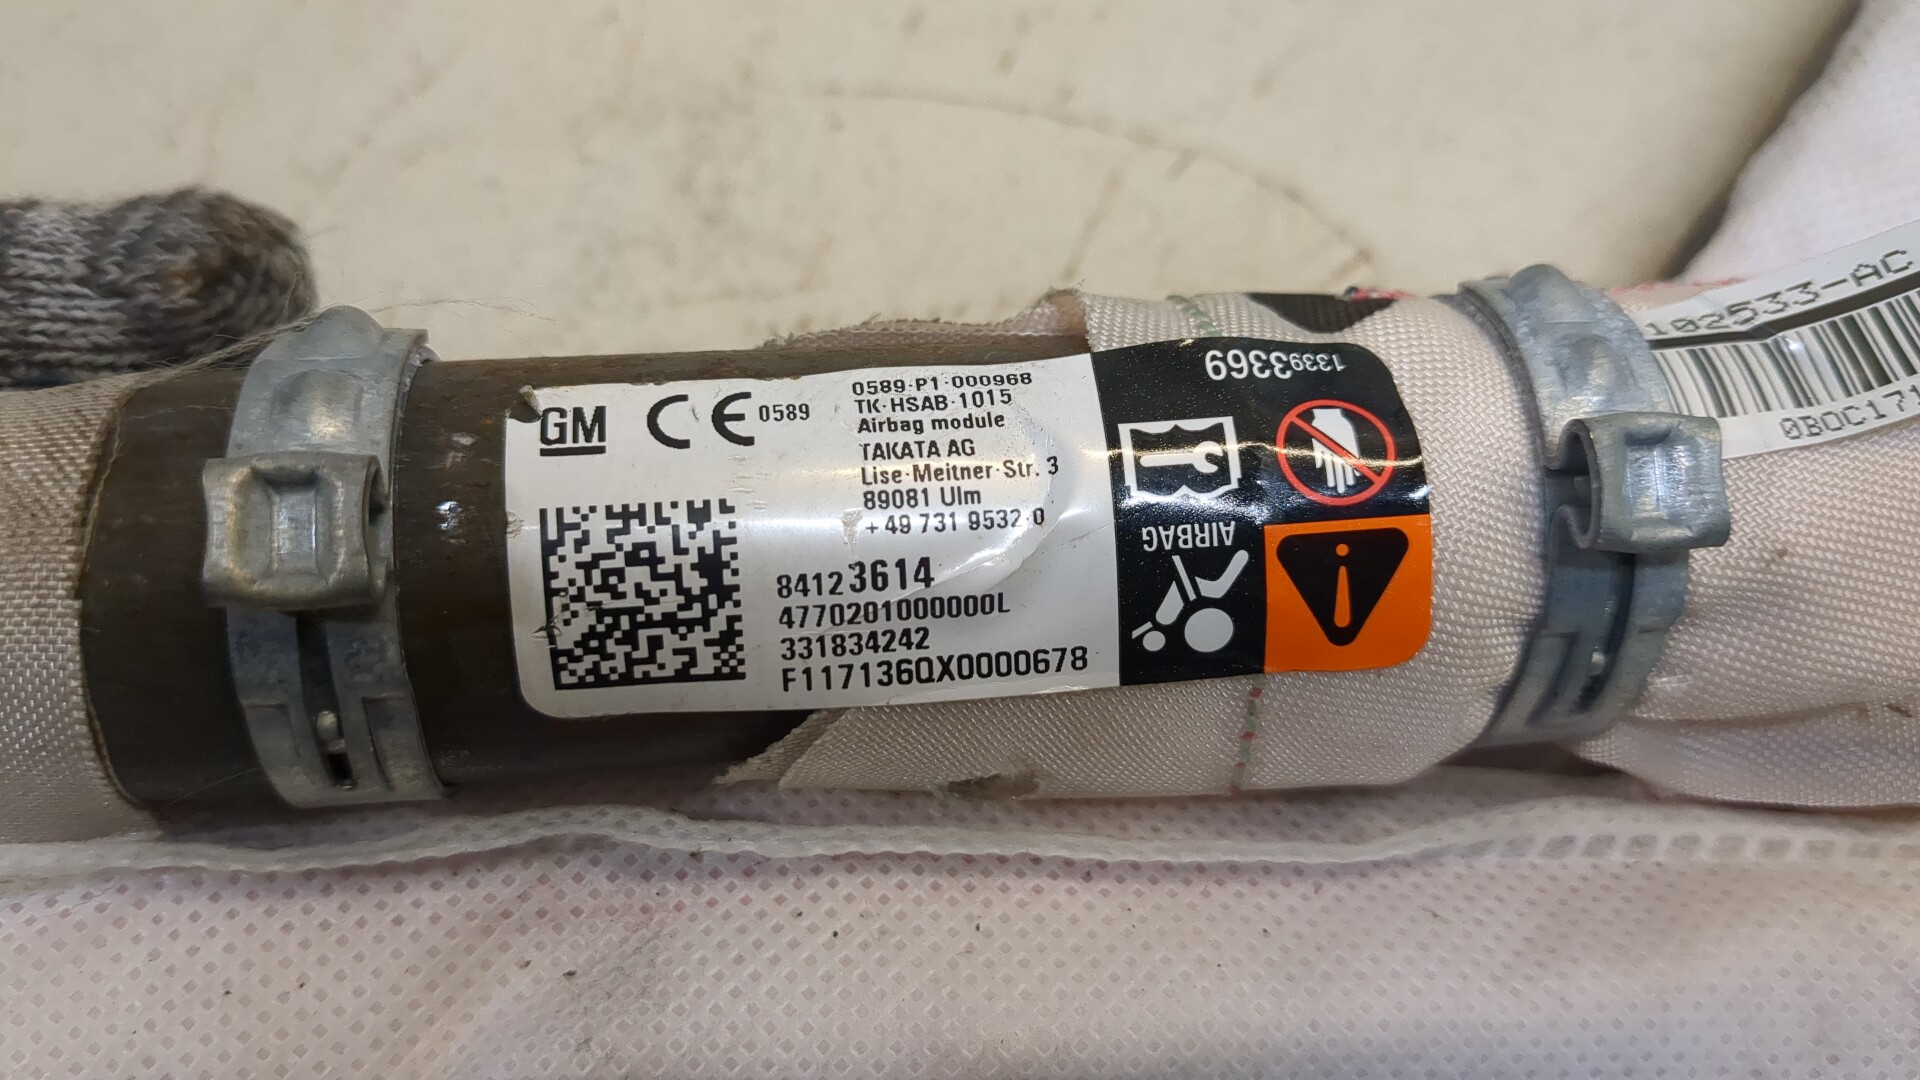 GM CE 0589
0589-P1-000968
TK-HSAB-1015
Airbag module
TAKATA AG
Lise-Meitner-Str. 3
89081 Ulm
+49 731 9532 0
84123614
4770201000000L
331834242
F117136QX0000678
13393369
AIRBAG
102533-AC
0BOC171